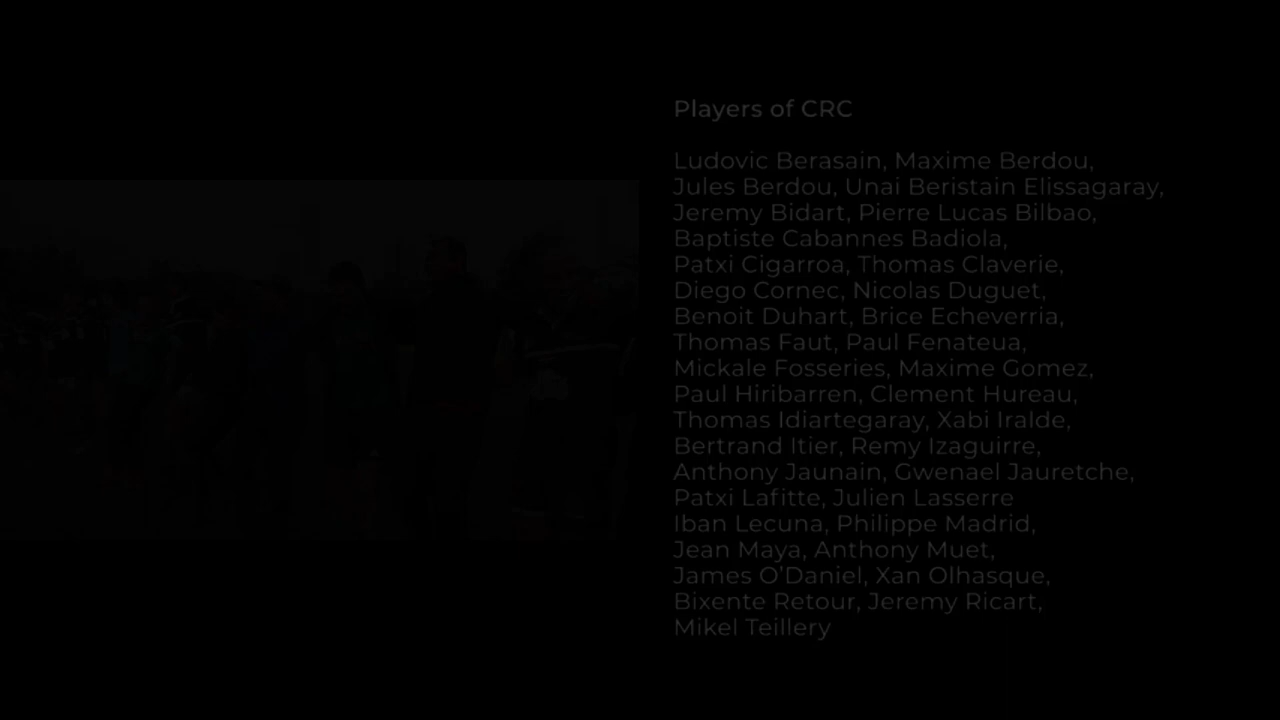 Players of CRC
Ludovic Berasain, Maxime Berdou,
Jules Berdou, Unai Beristain Elissagaray,
Jeremy Bidart, Pierre Lucas Bilbao,
Baptiste Cabannes Badiola,
Patxi Cigarroa, Thomas Claverie,
Diego Cornec, Nicolas Duguet,
Benoit Duhart, Brice Echeverria,
Thomas Faut, Paul Fenateua,
Mickale Fosseries, Maxime Gomez,
Paul Hiribarren, Clement Hureau,
Thomas Idiartegaray, Xabi Iralde,
Bertrand Itier, Remy Izaguirre,
Anthony Jaunain, Gwenael Jauretche,
Patxi Lafitte, Julien Lasserre
Iban Lecuna, Philippe Madrid,
Jean Maya, Anthony Muet,
James O’Daniel, Xan Olhasque,
Bixente Retour, Jeremy Ricart,
Mikel Teillery